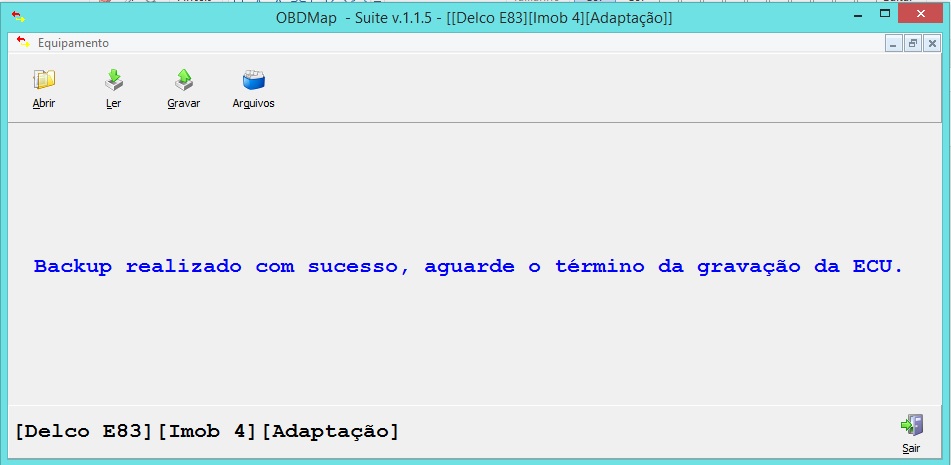 OBDMap - Suite v.1.1.5 - [[Delco E83][Imob 4][Adaptação]]
Equipamento
Abrir
Ler
Gravar
Arquivos
Backup realizado com sucesso, aguarde o término da gravação da ECU.
[Delco E83][Imob 4][Adaptação]
Sair